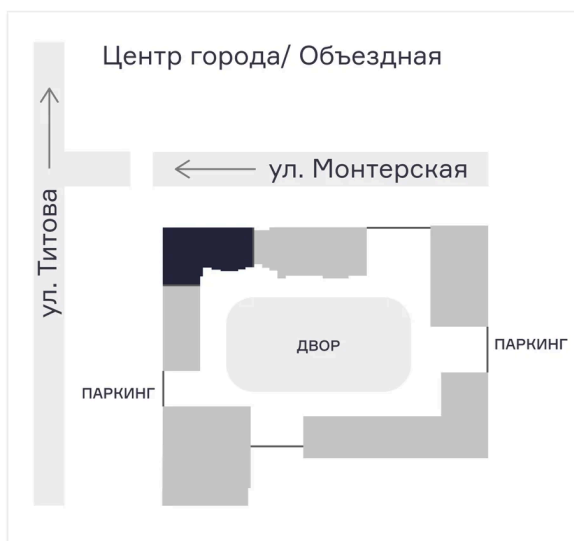 Центр города/ Объездная
ул. Монтерская
ул. Титова
ДВОР
ПАРКИНГ
ПАРКИНГ